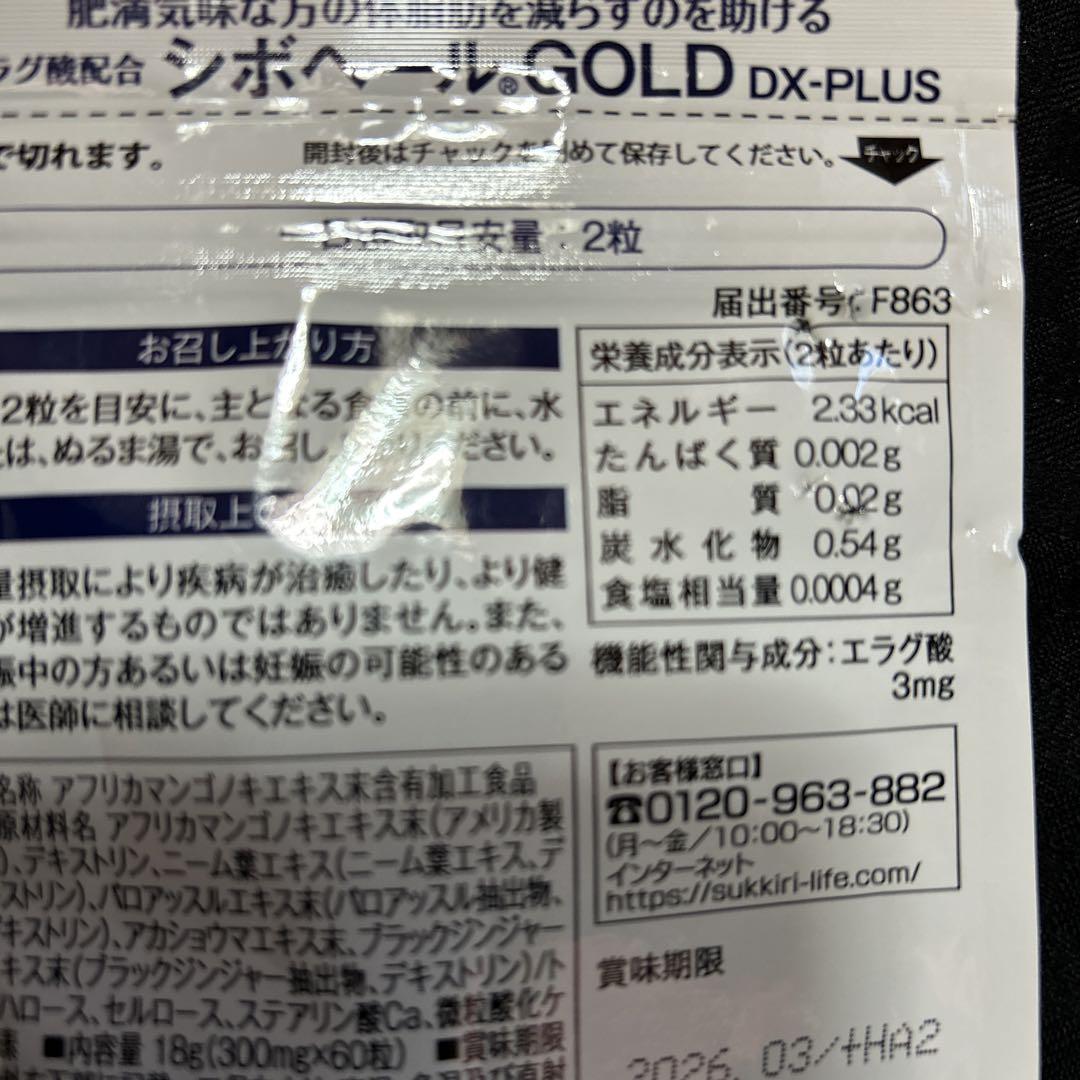 肥満気味な方の体脂肪を減らすのを助ける
ラグ酸配合 シボヘール®GOLD DX-PLUS
で切れます。
開封後はチャックを閉めて保存してください。
チャック
安量：2粒
届出番号：F863
お召し上がり方
2粒を目安に、主となる食事の前に、水
は、ぬるま湯で、お召し上がりください。
摂取上の
量摂取により疾病が治癒したり、より健
が増進するものではありません。また、
娠中の方あるいは妊娠の可能性のある
は医師に相談してください。
栄養成分表示(2粒あたり)
エネルギー 2.33kcal
たんばく質 0.002g
脂質 0.02g
炭水化物 0.54g
食塩相当量 0.0004g
機能性関与成分：エラグ酸
3mg
名称 アフリカマンゴノキエキス末含有加工食品
原材料名 アフリカマンゴノキエキス末(アメリカ製
)、デキストリン、ニーム葉エキス(ニーム葉エキス、デ
ストリン)、パロアッスルエキス末(パロアッスル抽出物、
キストリン)、アカショウマエキス末、ブラックジンジャー
キス末(ブラックジンジャー抽出物、デキストリン)/ト
ハロース、セルロース、ステアリン酸Ca、微粒酸化ケ
素 ■内容量 18g(300mg×60粒) ■賞味期限
【お客様窓口】
☎0120-963-882
(月～金/10:00～18:30)
インターネット
https://sukkiri-life.com/
賞味期限
2026. 03/+HA2